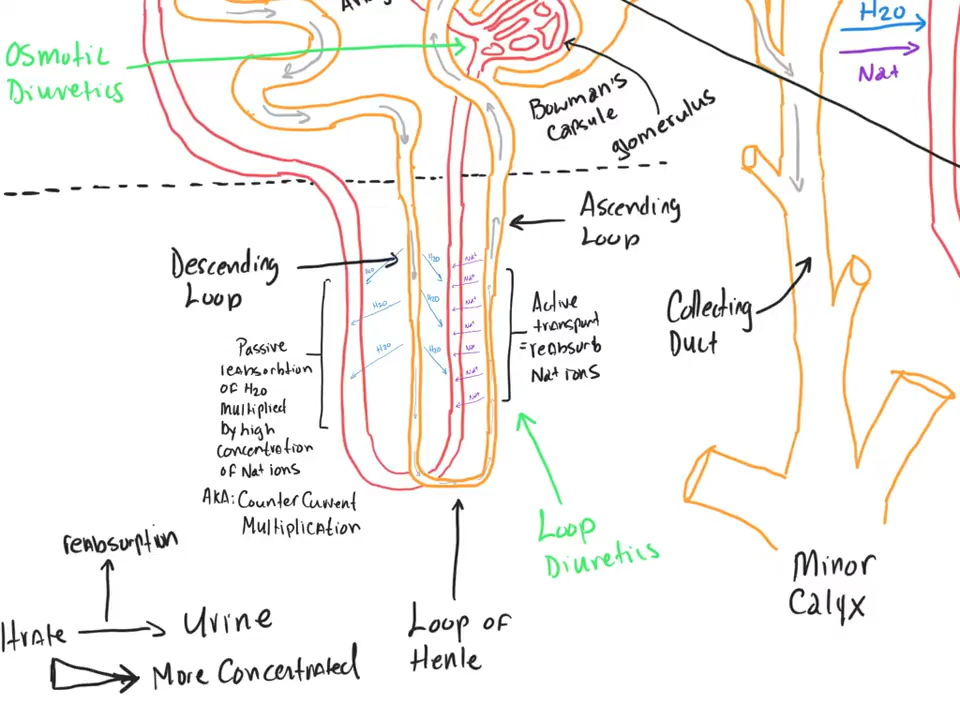 H2O
Na+
Osmotic
Diuretics
Bowman's
capsule
glomerulus
Ascending
Loop
Descending
Loop
H2O
H2O
H2O
H2O
H2O
H2O
Na+
Na+
Na+
Na+
Na+
Na+
Na+
Active
transport
=reabsorb
Na+ ions
Collecting
Duct
Passive
reabsorbtion
of H2O
Multiplied
by high
concentration
of Na+ ions
AKA: Counter Current
Multiplication
Loop
Diuretics
reabsorption
ltrate
Urine
More Concentrated
Loop of
Henle
Minor
Calyx